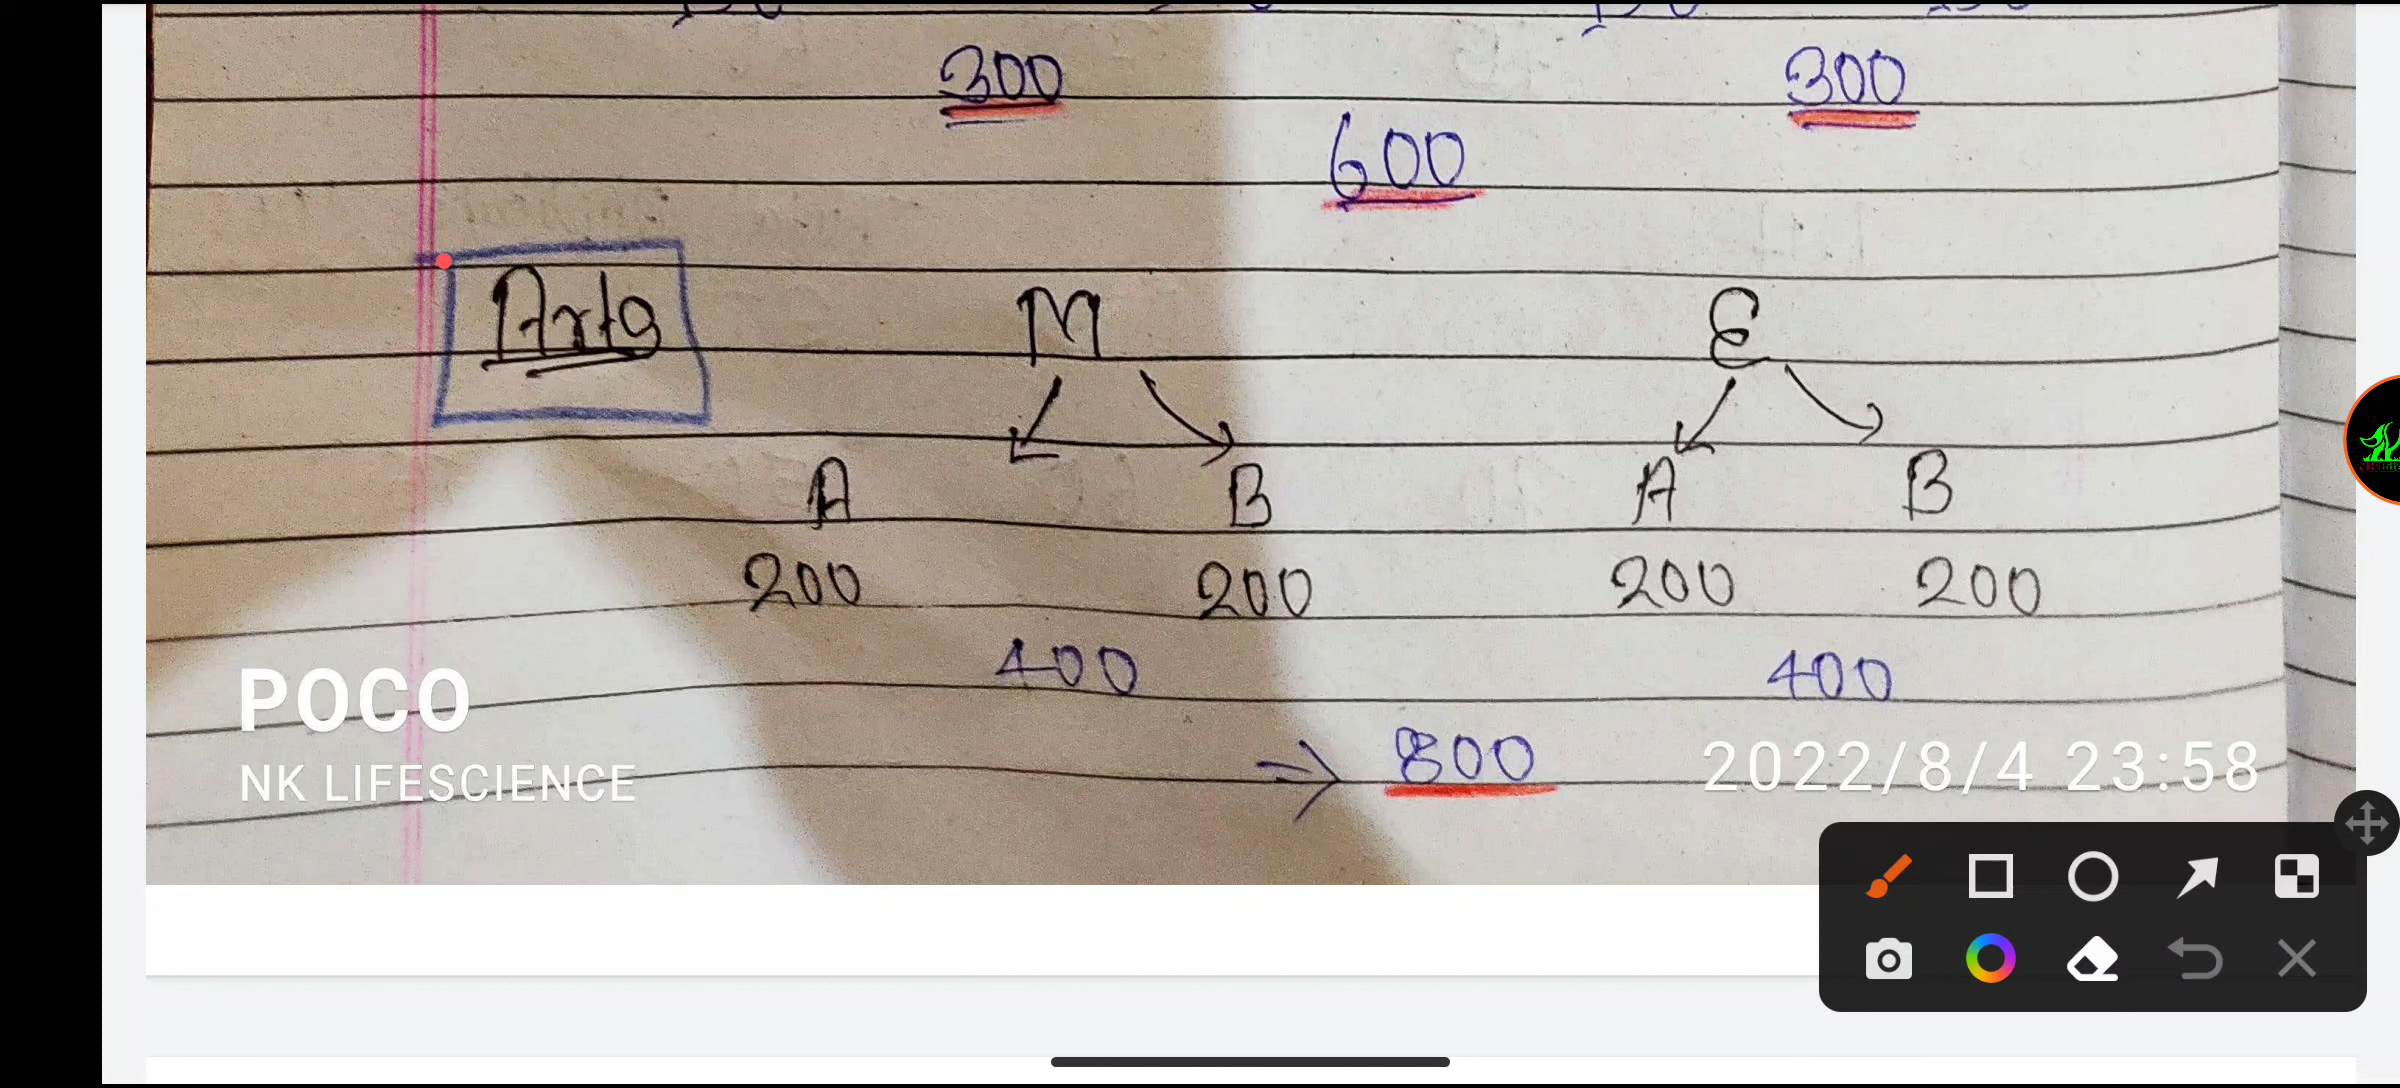 300 300
600
Arts M E
A B A B
200 200 200 200
400 400
⇒ 800
POCO
NK LIFESCIENCE
2022/8/4 23:58